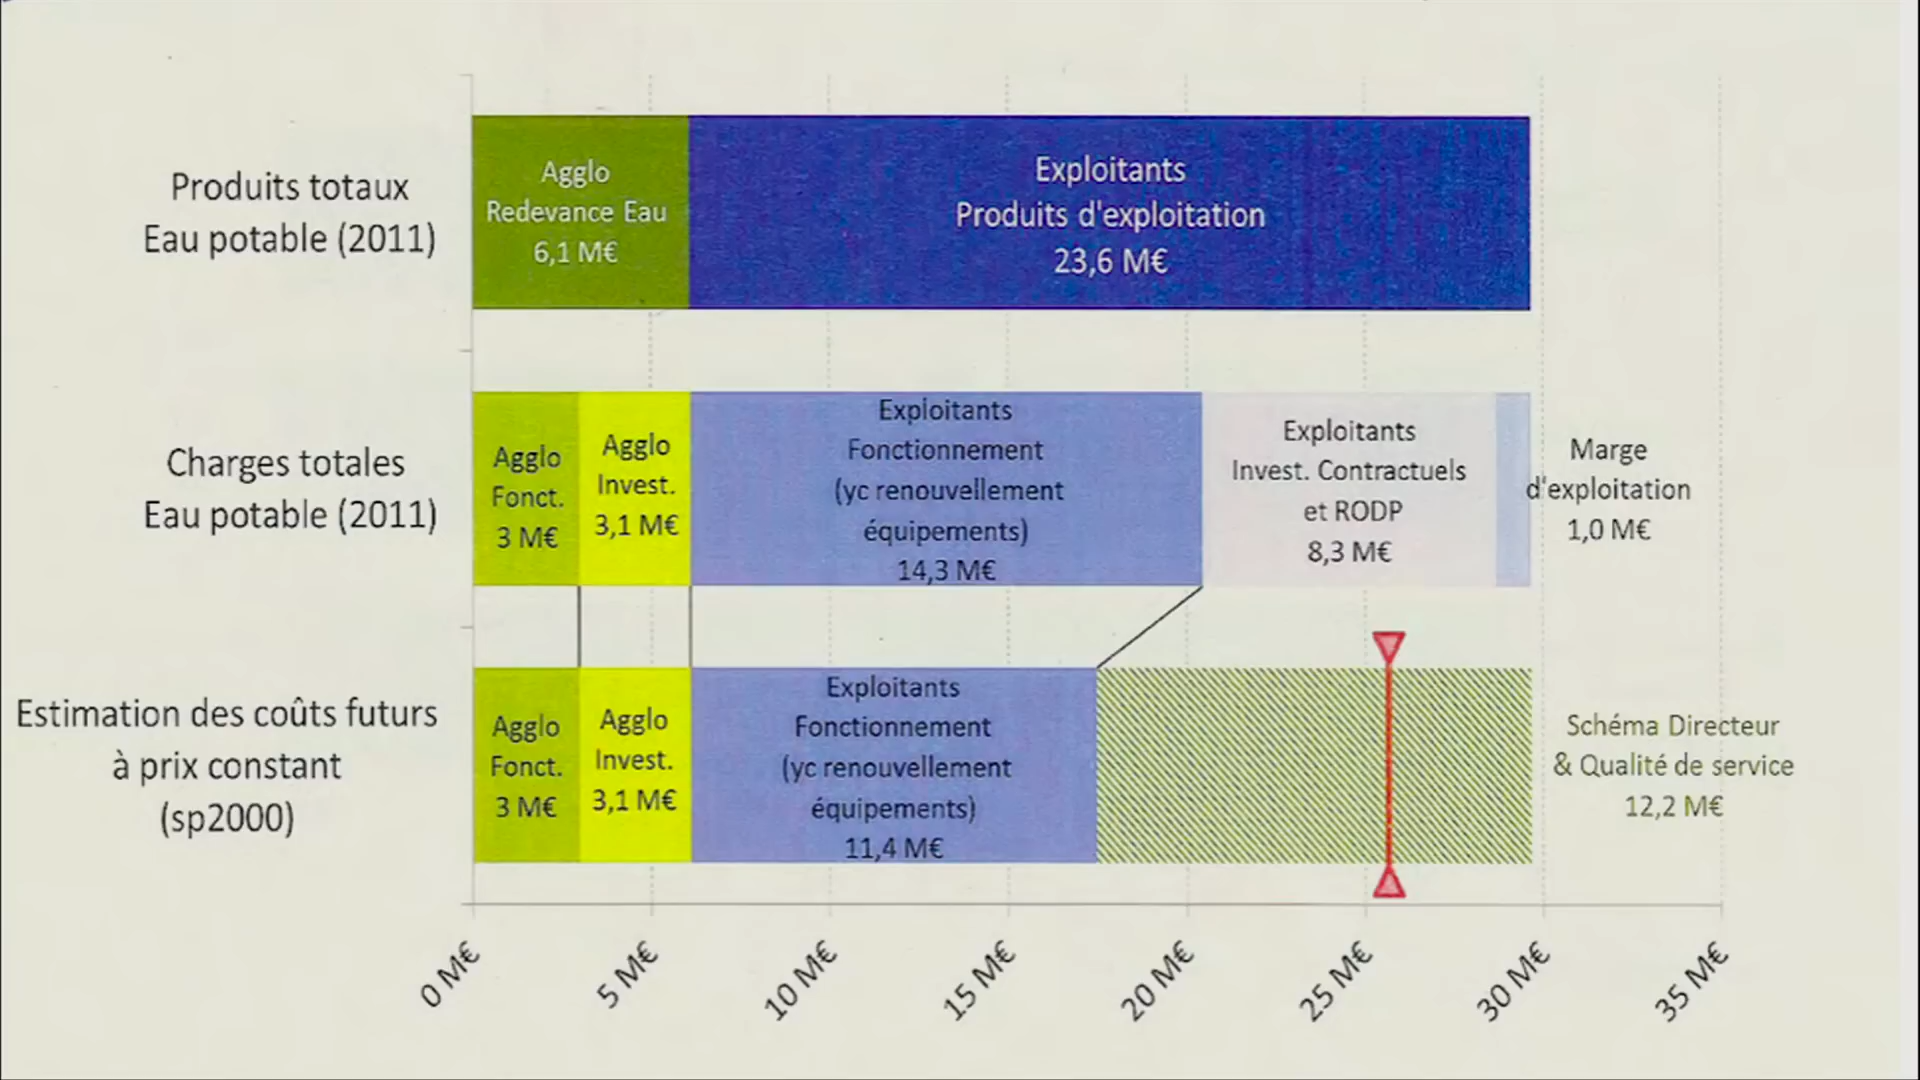 Produits totaux
Eau potable (2011)
Agglo
Redevance Eau
6,1 M€
Exploitants
Produits d'exploitation
23,6 M€
Charges totales
Eau potable (2011)
Agglo
Fonct.
3 M€
Agglo
Invest.
3,1 M€
Exploitants
Fonctionnement
(yc renouvellement
équipements)
14,3 M€
Exploitants
Invest. Contractuels
et RODP
8,3 M€
Marge
d'exploitation
1,0 M€
Estimation des coûts futurs
à prix constant
(sp2000)
Agglo
Fonct.
3 M€
Agglo
Invest.
3,1 M€
Exploitants
Fonctionnement
(yc renouvellement
équipements)
11,4 M€
Schéma Directeur
& Qualité de service
12,2 M€
0 M€
5 M€
10 M€
15 M€
20 M€
25 M€
30 M€
35 M€